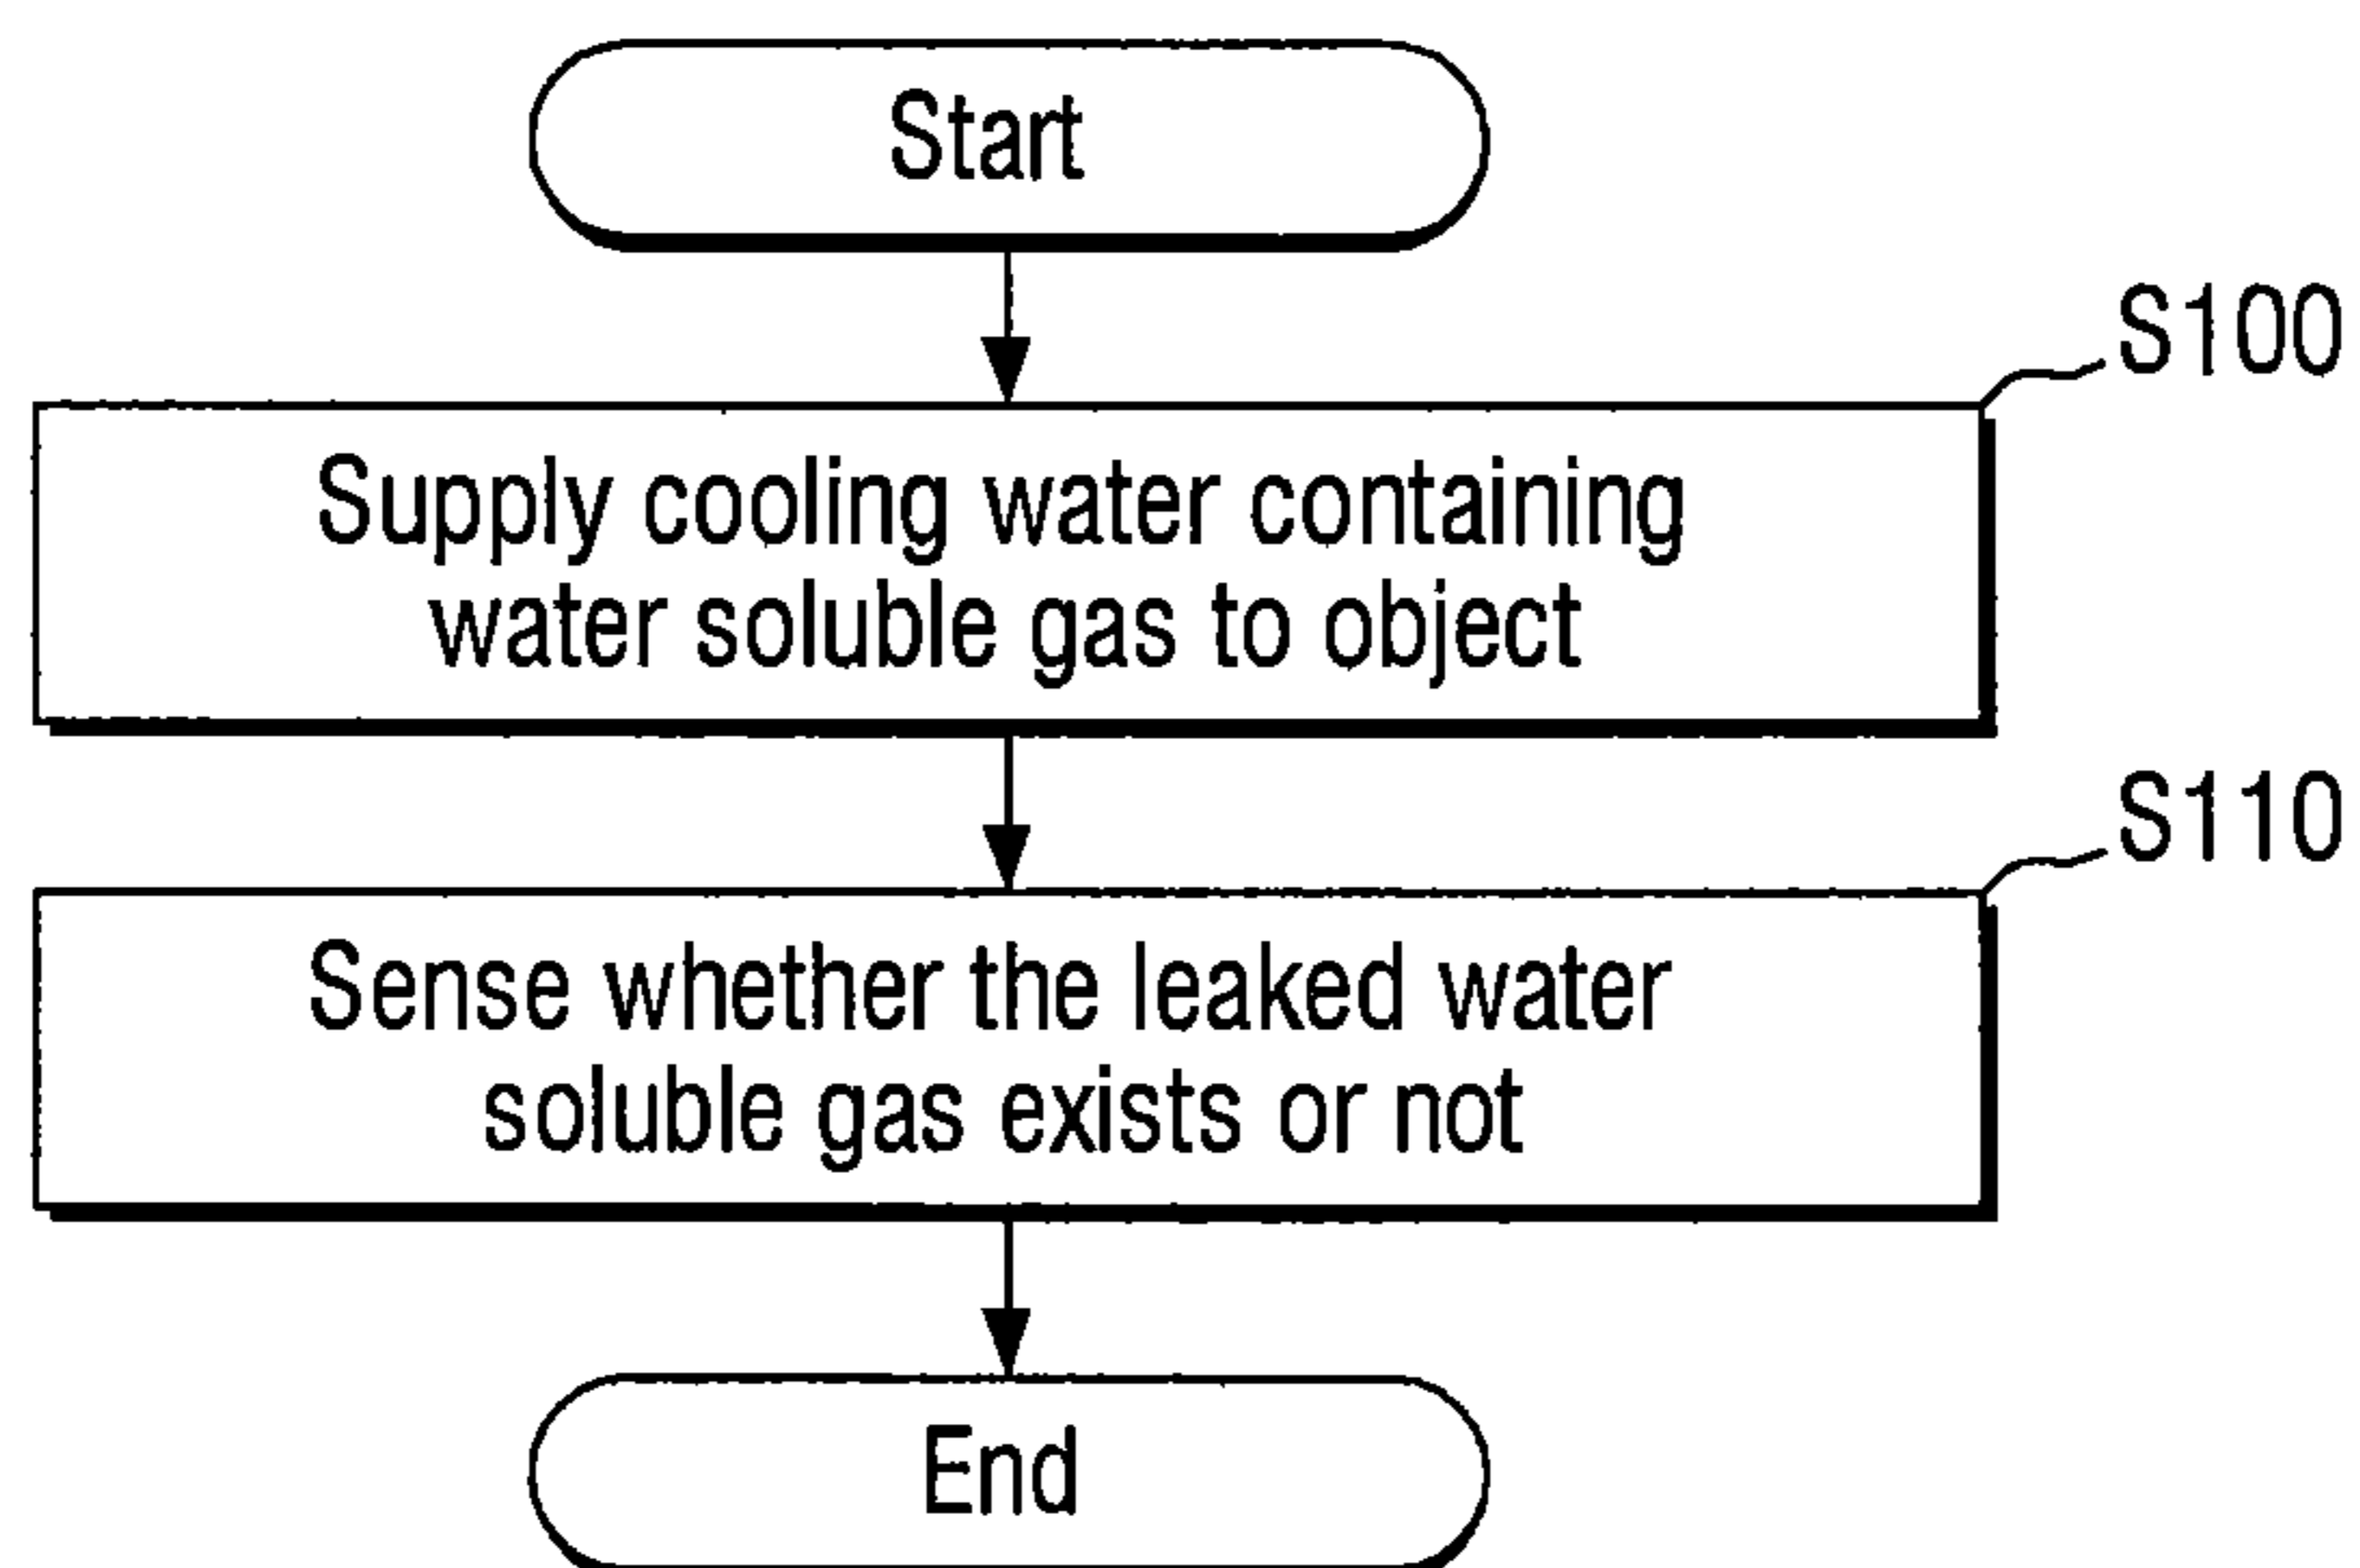 Start
S100
Supply cooling water containing
water soluble gas to object
S110
Sense whether the leaked water
soluble gas exists or not
End